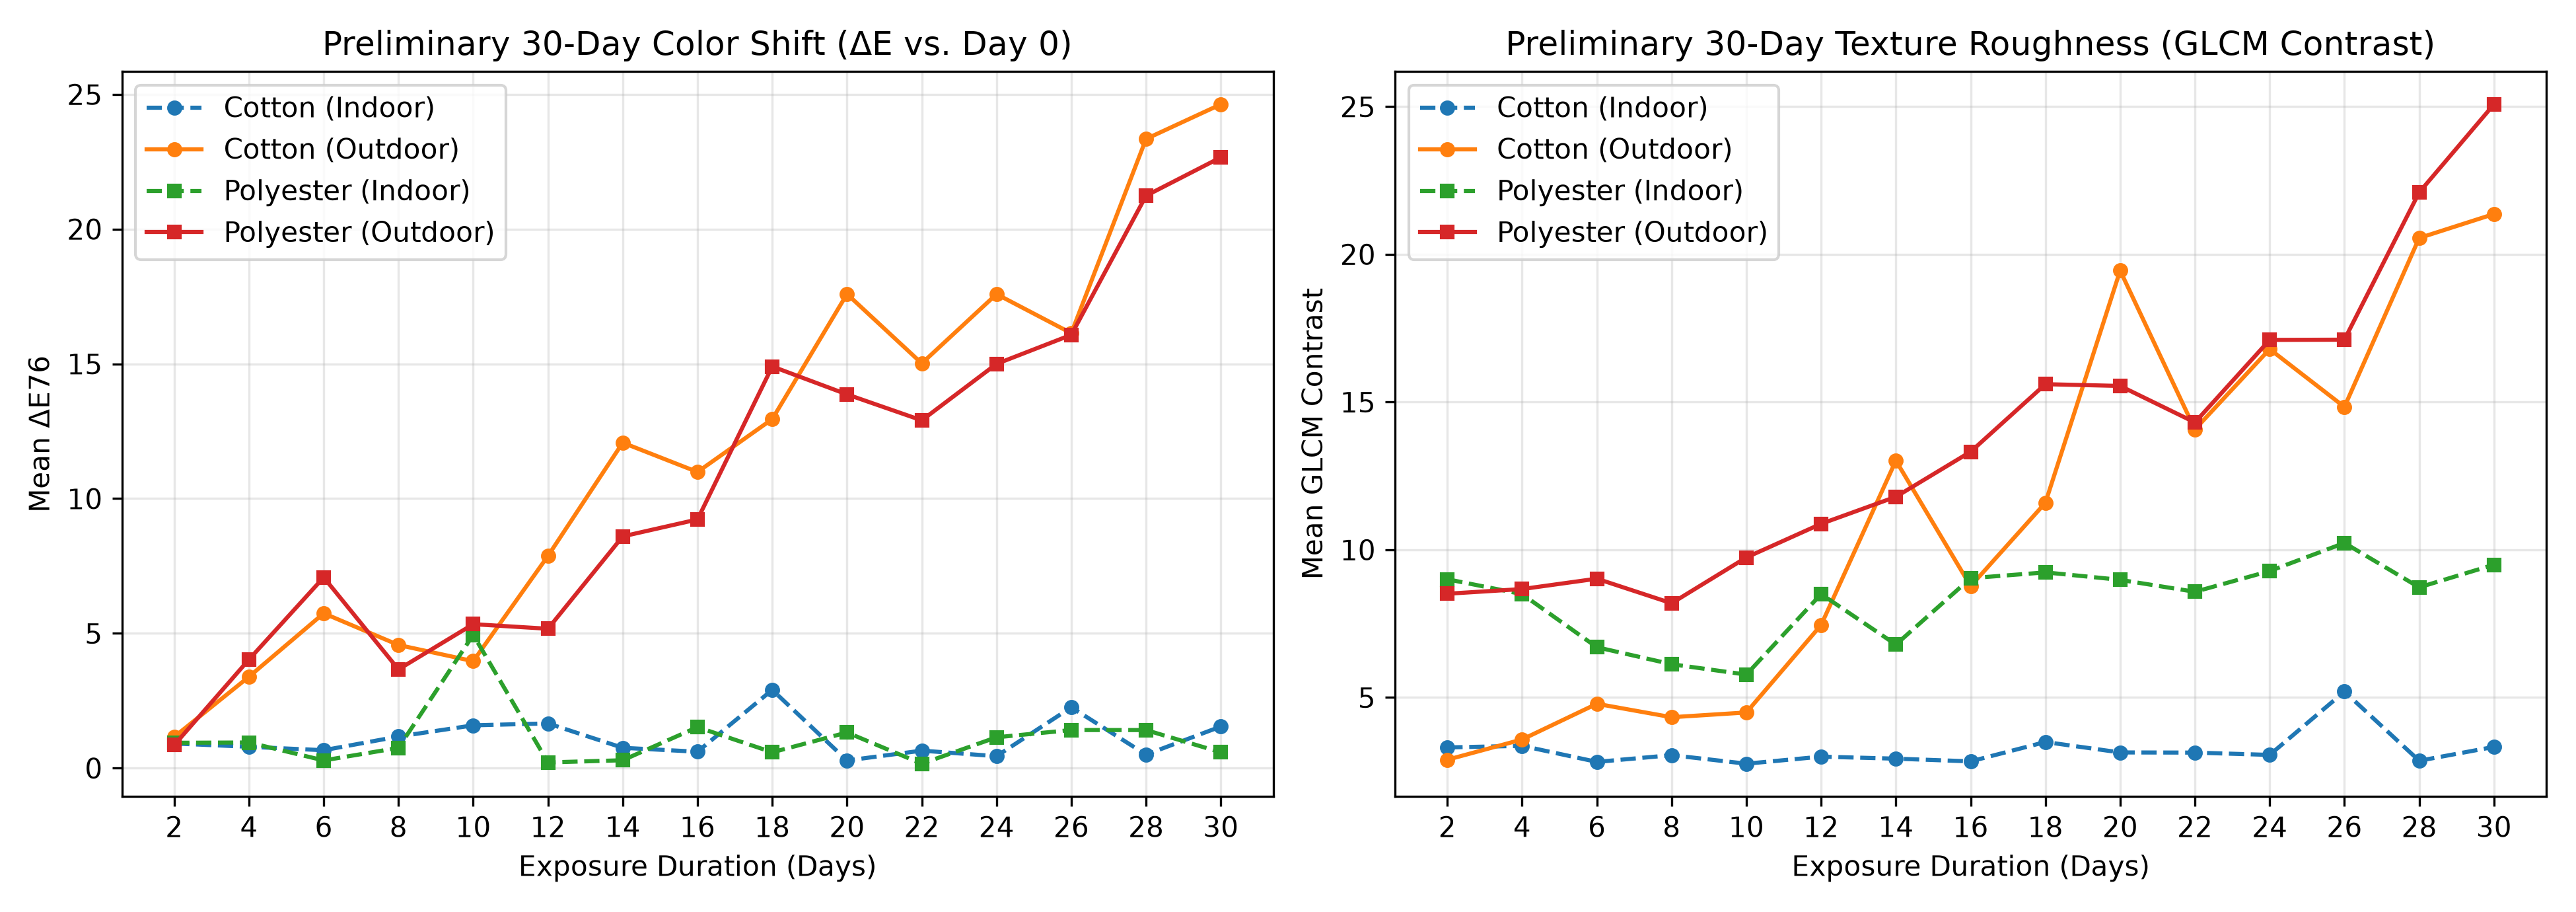 Preliminary 30-Day Color Shift (ΔE vs. Day 0)
Cotton (Indoor)
Cotton (Outdoor)
Polyester (Indoor)
Polyester (Outdoor)
25
20
15
10
5
0
Mean ΔE76
2 4 6 8 10 12 14 16 18 20 22 24 26 28 30
Exposure Duration (Days)
Preliminary 30-Day Texture Roughness (GLCM Contrast)
Cotton (Indoor)
Cotton (Outdoor)
Polyester (Indoor)
Polyester (Outdoor)
25
20
15
10
5
Mean GLCM Contrast
2 4 6 8 10 12 14 16 18 20 22 24 26 28 30
Exposure Duration (Days)